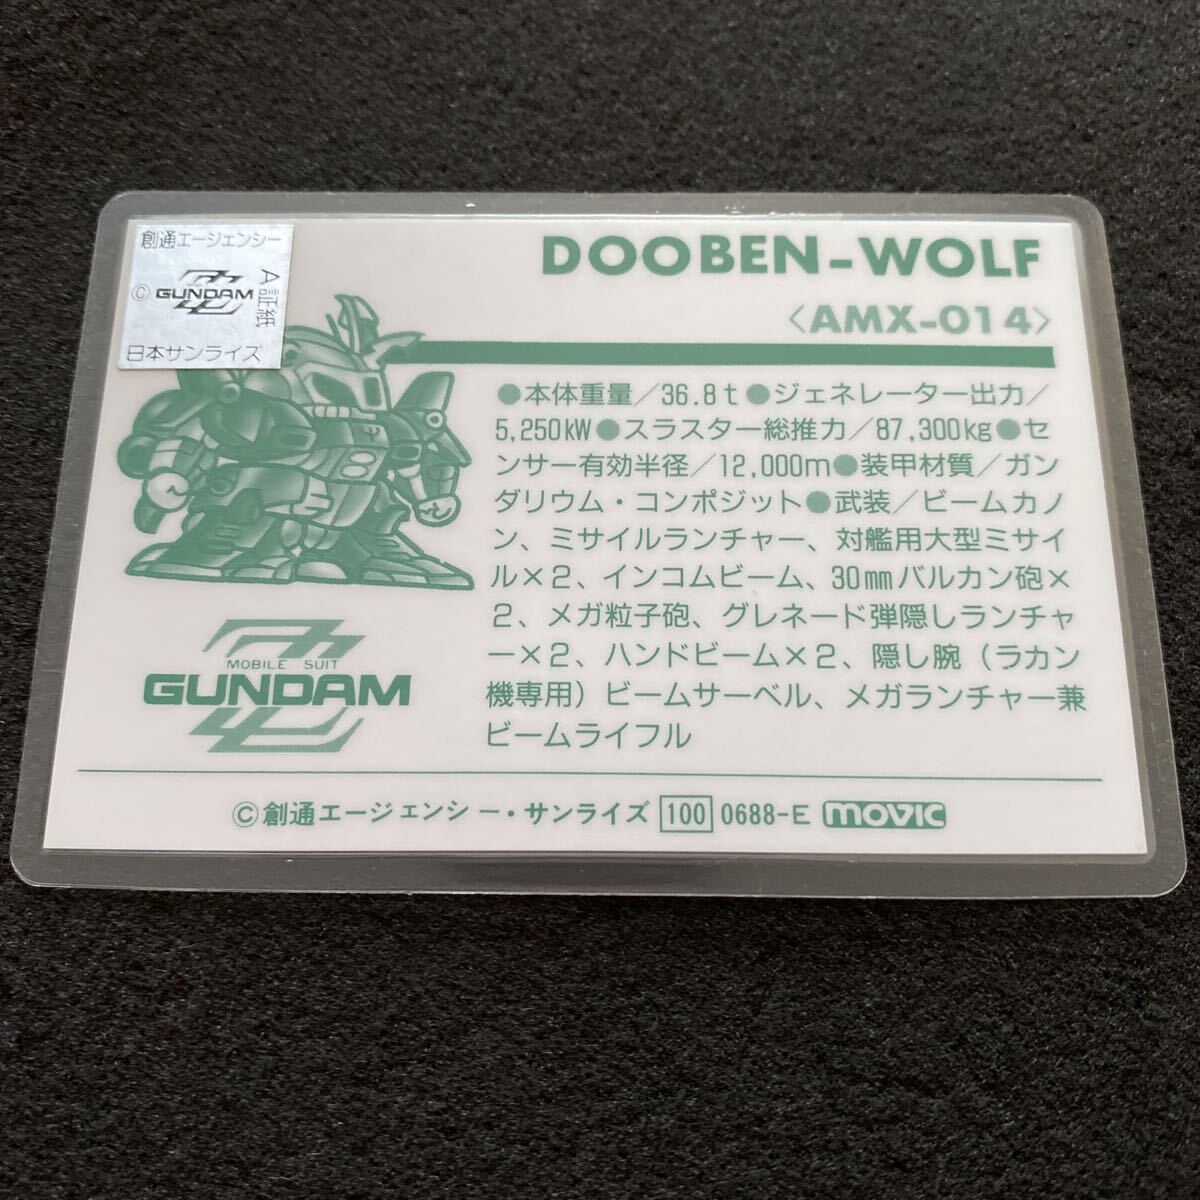 創通エージェンシー
A証紙
© GUNDAM ZZ
日本サンライズ
DOOBEN-WOLF
〈AMX-014〉
●本体重量／36.8t●ジェネレーター出力／
5,250kW●スラスター総推力／87,300kg●セ
ンサー有効半径／12,000m●装甲材質／ガン
ダリウム・コンポジット●武装／ビームカノ
ン、ミサイルランチャー、対艦用大型ミサイ
ル×２、インコムビーム、30㎜バルカン砲×
２、メガ粒子砲、グレネード弾隠しランチャ
ー×２、ハンドビーム×２、隠し腕（ラカン
機専用）ビームサーベル、メガランチャー兼
ビームライフル
MOBILE SUIT
GUNDAM ZZ
©創通エージェンシー・サンライズ 100 0688-E movic